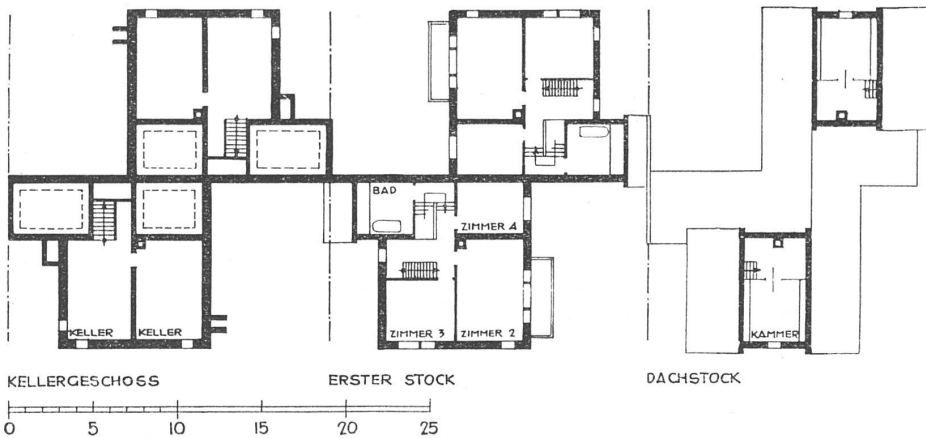 BAD
ZIMMER 4
KELLER KELLER
ZIMMER 3 ZIMMER 2
KAMMER
KELLERGESCHOSS ERSTER STOCK DACHSTOCK
0 5 10 15 20 25